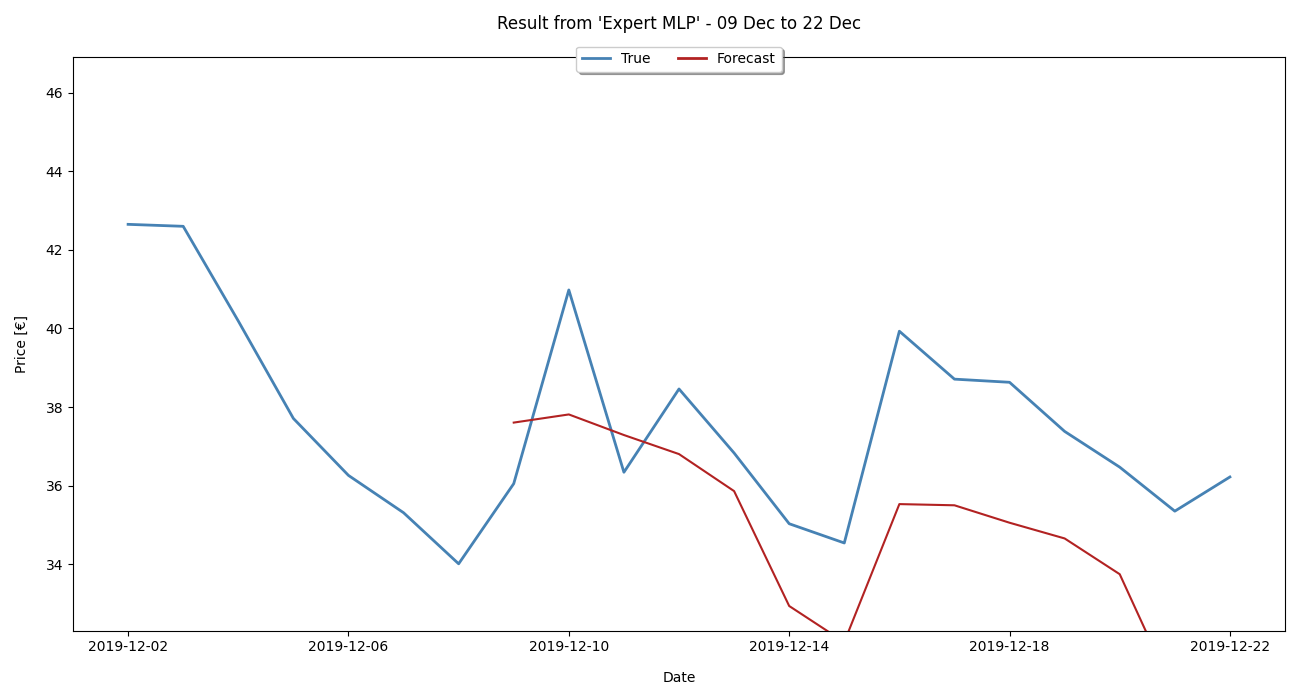 Result from 'Expert MLP' - 09 Dec to 22 Dec
True Forecast
46
44
42
40
38
36
34
Price [€]
2019-12-02 2019-12-06 2019-12-10 2019-12-14 2019-12-18 2019-12-22
Date